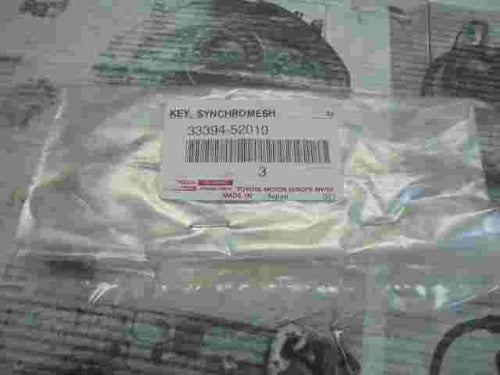 KEY, SYNCHROMESH
33394-52010
3
TOYOTA MOTOR EUROPE NV/SA
MADE IN Japan